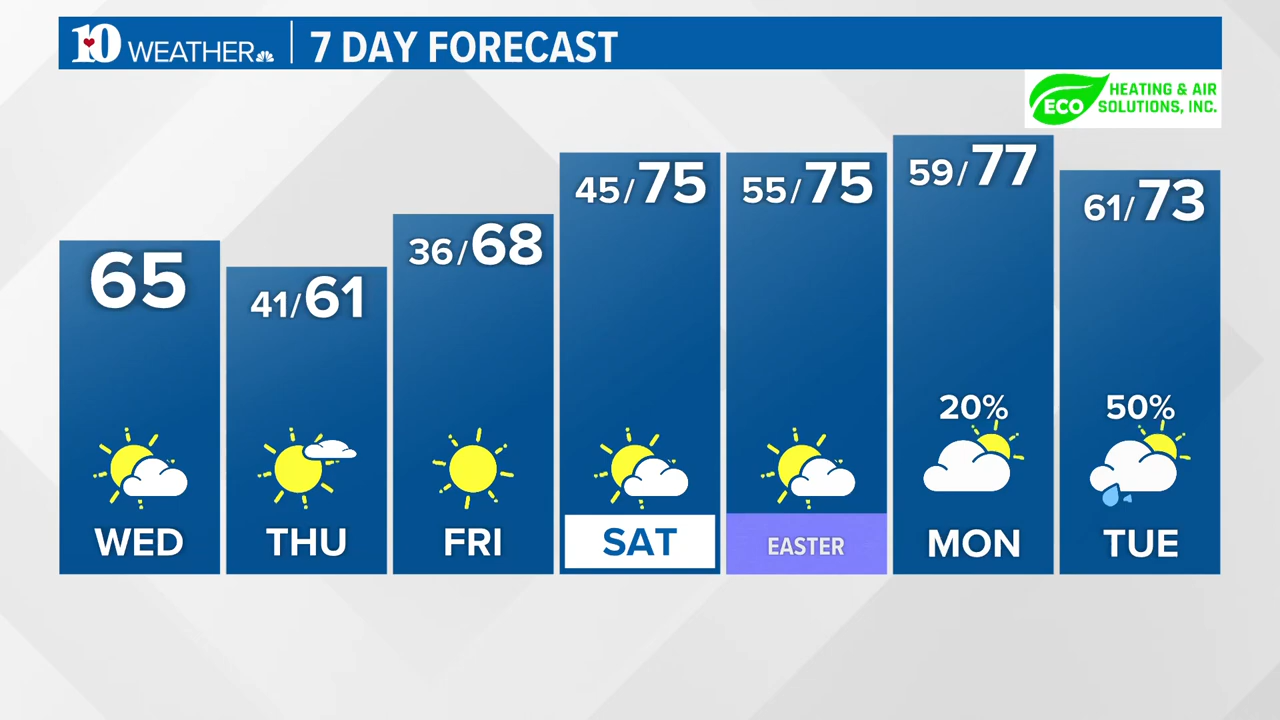 10 WEATHER 7 DAY FORECAST
ECO HEATING & AIR
SOLUTIONS, INC.
65
41/61
36/68
45/75
55/75
59/77
61/73
20%
50%
WED
THU
FRI
SAT
EASTER
MON
TUE